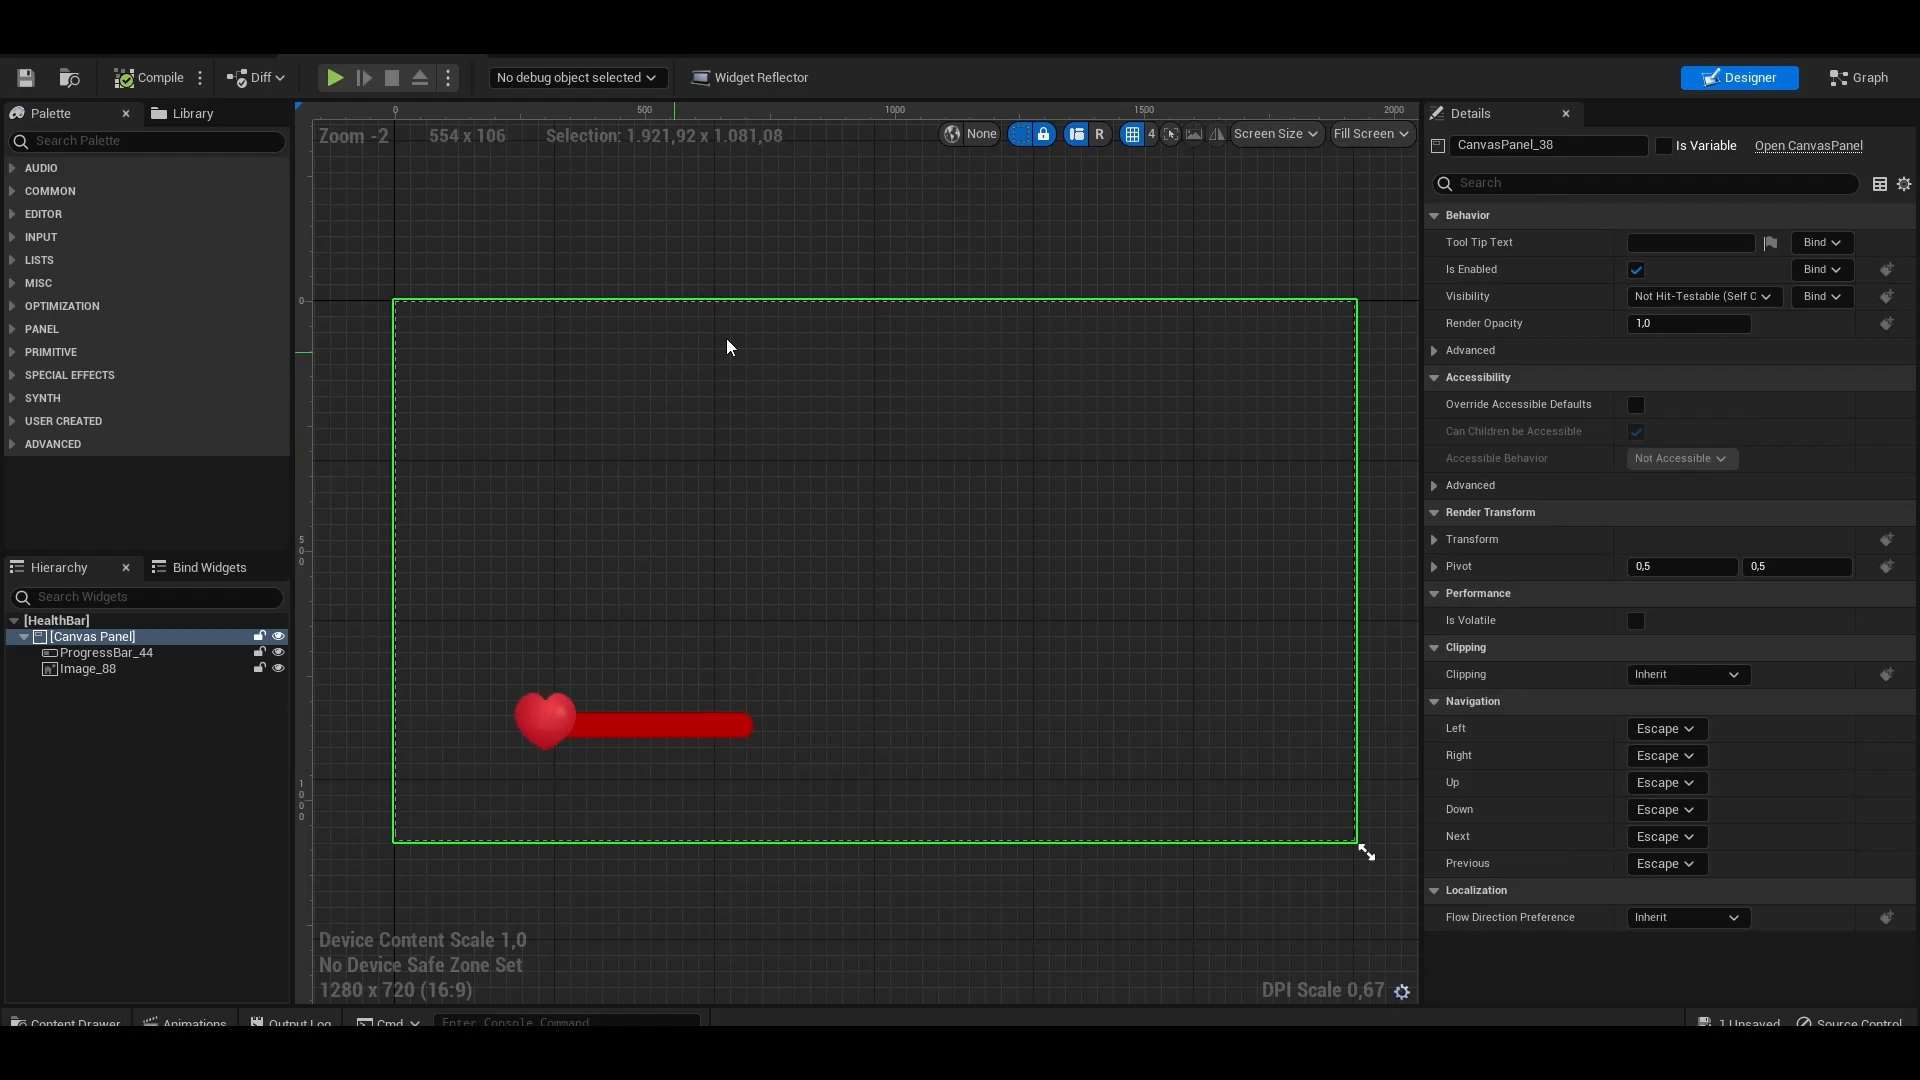 Compile
Diff
No debug object selected
Widget Reflector
Designer
Graph
Palette
Library
Search Palette
AUDIO
COMMON
EDITOR
INPUT
LISTS
MISC
OPTIMIZATION
PANEL
PRIMITIVE
SPECIAL EFFECTS
SYNTH
USER CREATED
ADVANCED
Hierarchy
Bind Widgets
Search Widgets
[HealthBar]
[Canvas Panel]
ProgressBar_44
Image_88
0 500 1000 1500 2000
Zoom -2 554 x 106 Selection: 1.921,92 x 1.081,08
None R 4 Screen Size Fill Screen
0
500
1000
Device Content Scale 1,0
No Device Safe Zone Set
1280 x 720 (16:9)
DPI Scale 0,67
Details
CanvasPanel_38 Is Variable Open CanvasPanel
Search
Behavior
Tool Tip Text Bind
Is Enabled Bind
Visibility Not Hit-Testable (Self C Bind
Render Opacity 1,0
Advanced
Accessibility
Override Accessible Defaults
Can Children be Accessible
Accessible Behavior Not Accessible
Advanced
Render Transform
Transform
Pivot 0,5 0,5
Performance
Is Volatile
Clipping
Clipping Inherit
Navigation
Left Escape
Right Escape
Up Escape
Down Escape
Next Escape
Previous Escape
Localization
Flow Direction Preference Inherit
Content Drawer Animations Output Log Cmd Enter Console Command
1 Unsaved Source Control